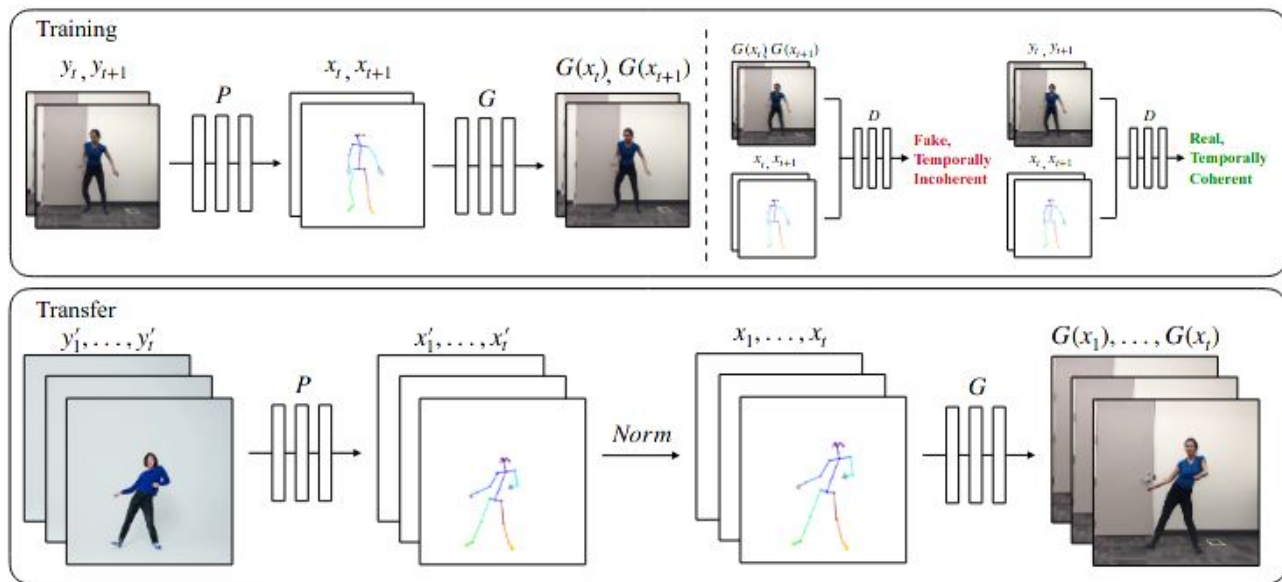 Training
y_t, y_{t+1}
P
x_t, x_{t+1}
G
G(x_t), G(x_{t+1})
G(x_t), G(x_{t+1})
x_t, x_{t+1}
D
Fake,
Temporally
Incoherent
y_t, y_{t+1}
x_t, x_{t+1}
D
Real,
Temporally
Coherent
Transfer
y'_1, . . . , y'_t
P
x'_1, . . . , x'_t
Norm
x_1, . . . , x_t
G
G(x_1), . . . , G(x_t)